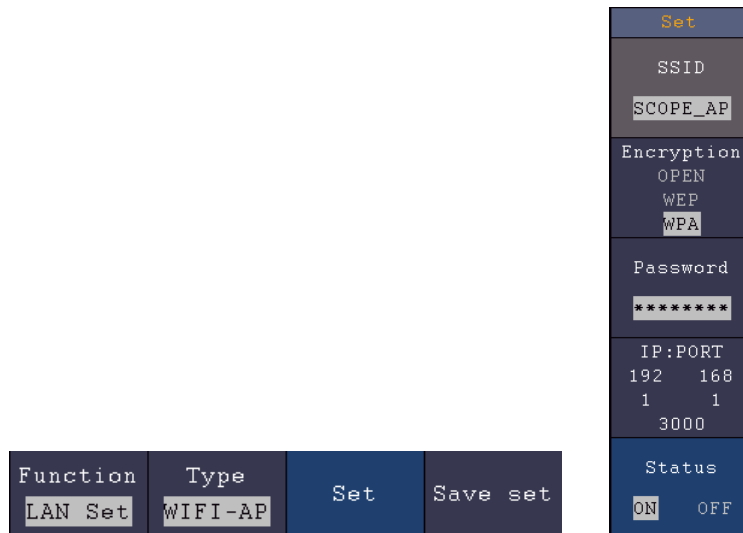 Set
SSID
SCOPE_AP
Encryption
OPEN
WEP
WPA
Password
********
IP:PORT
192 168
1 1
3000
Status
ON OFF
Function Type
Set Save set
LAN Set WIFI-AP